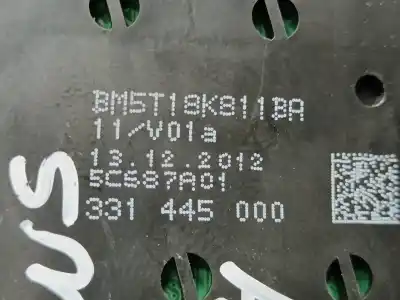 BM5T18K811BA
11/V01a
13.12.2012
5C687A01
331 445 000